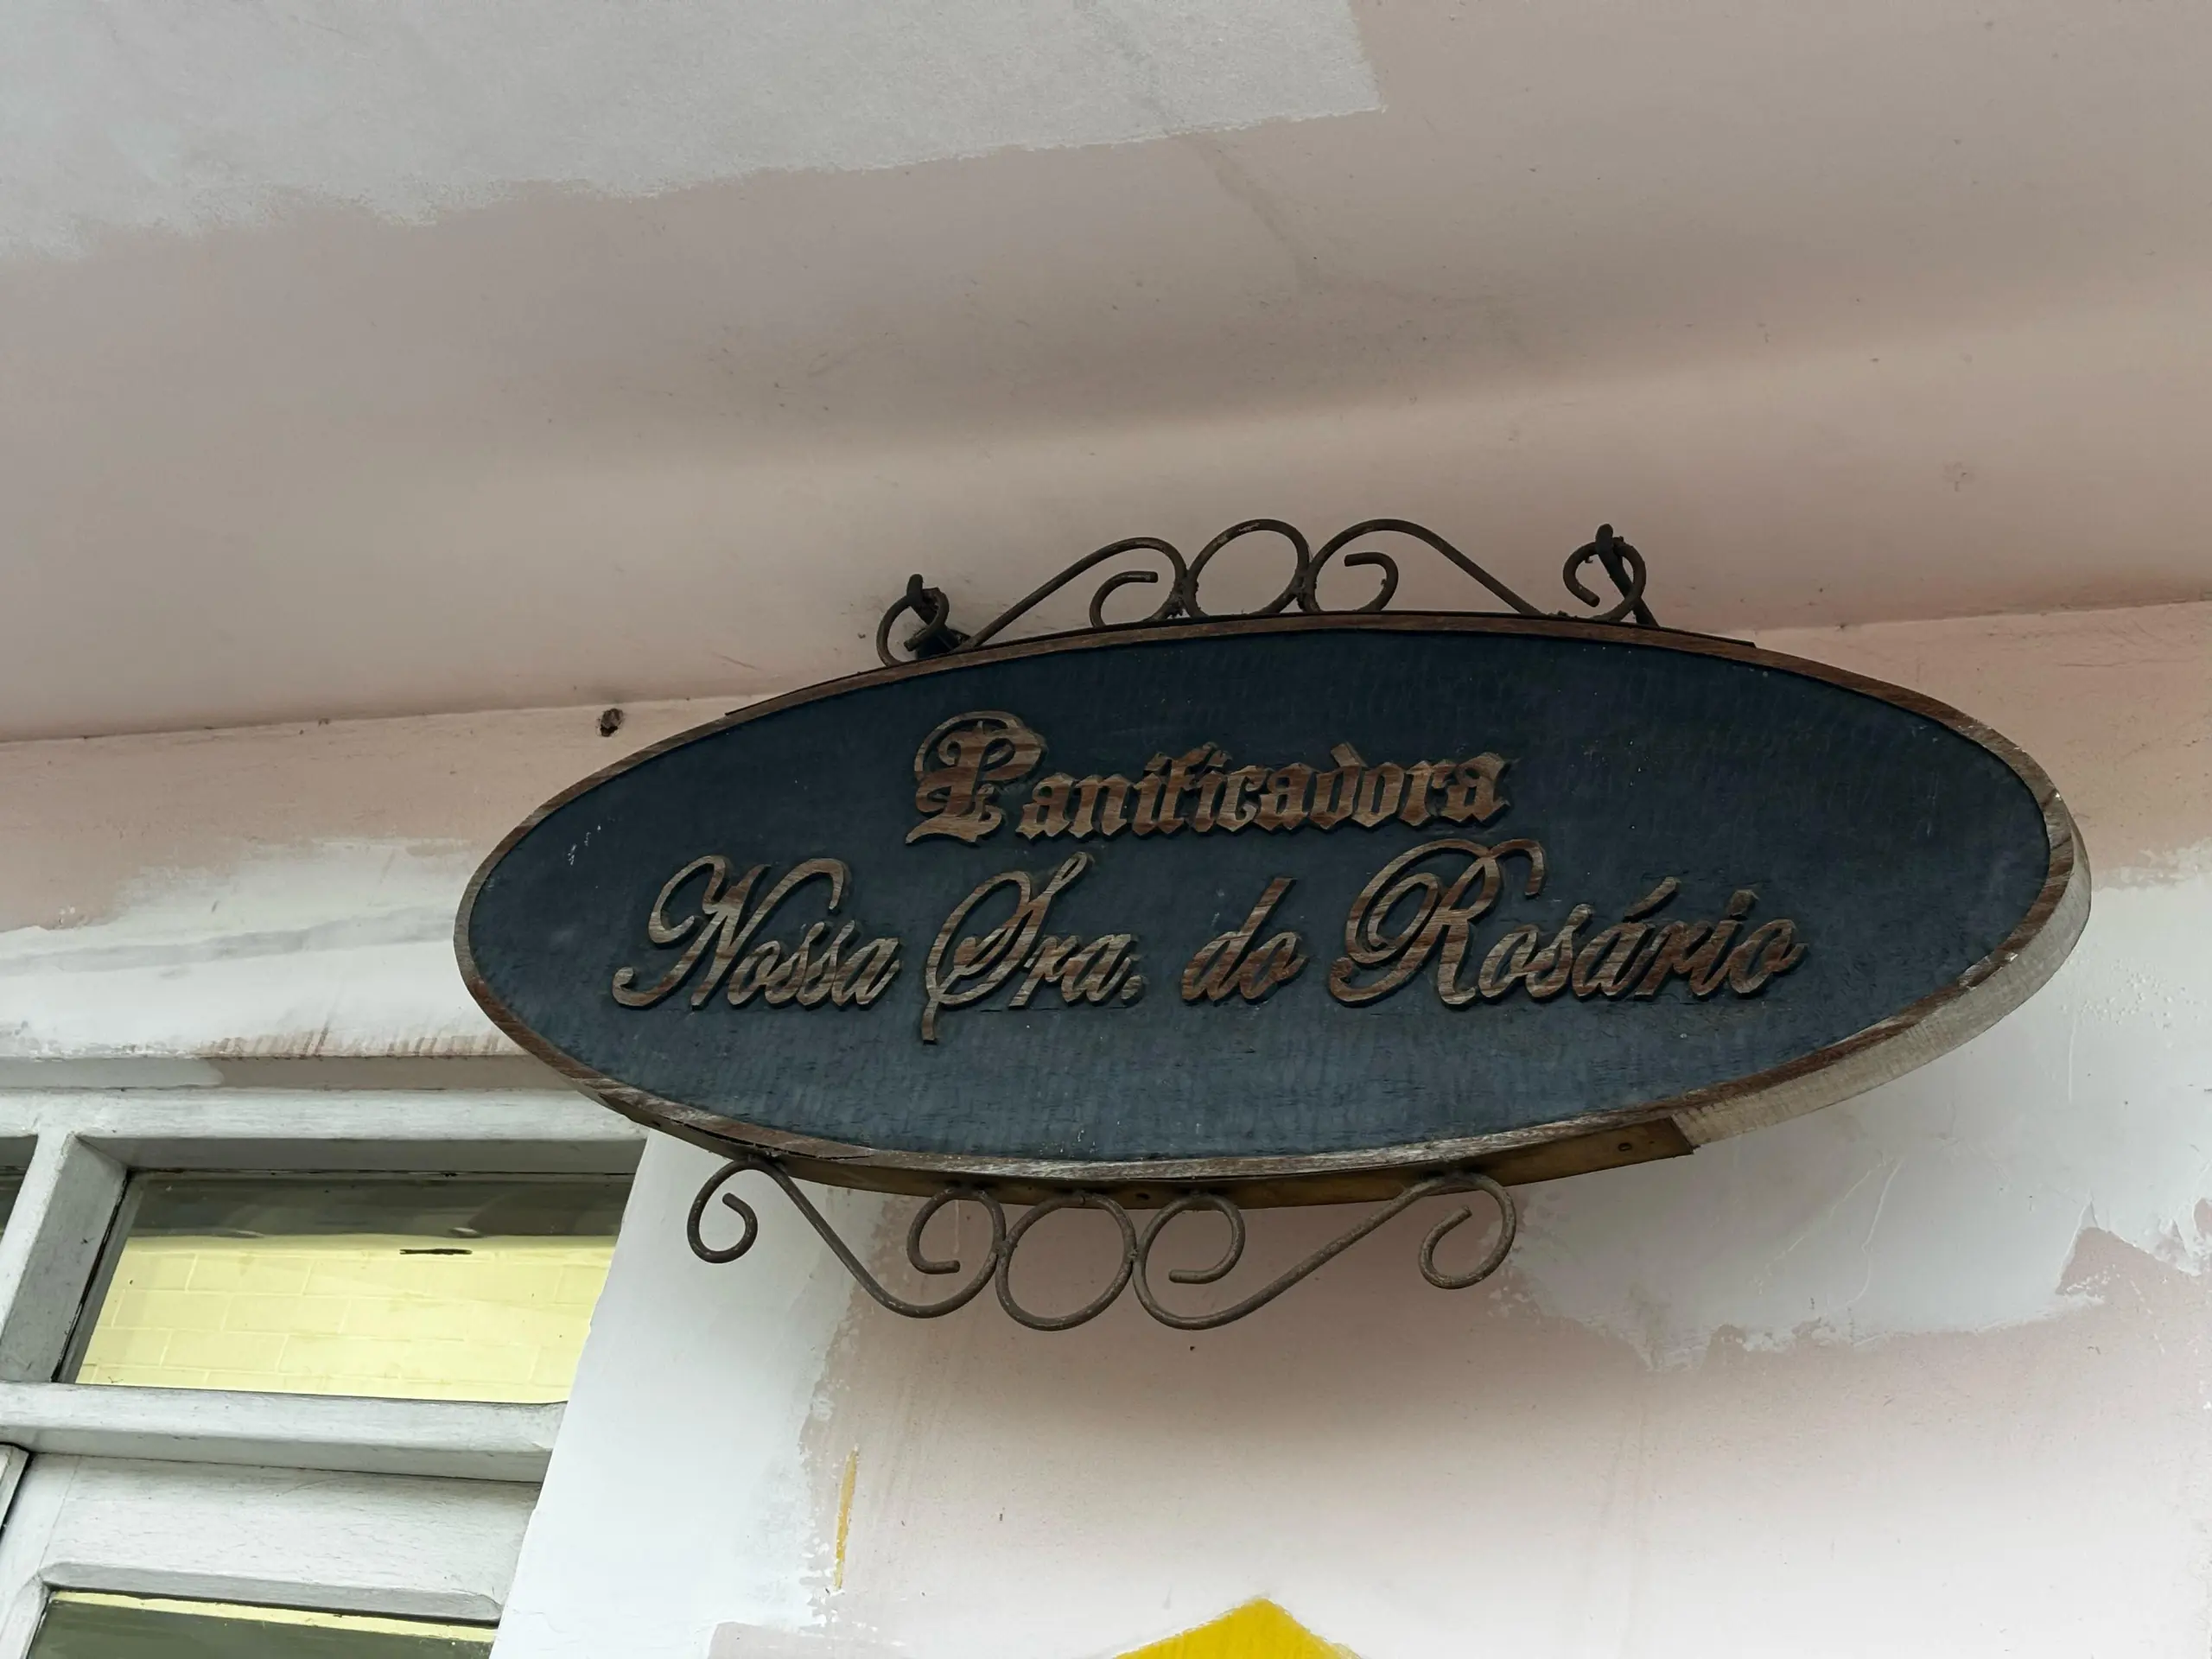 Panificadora
Nossa Sra. do Rosário